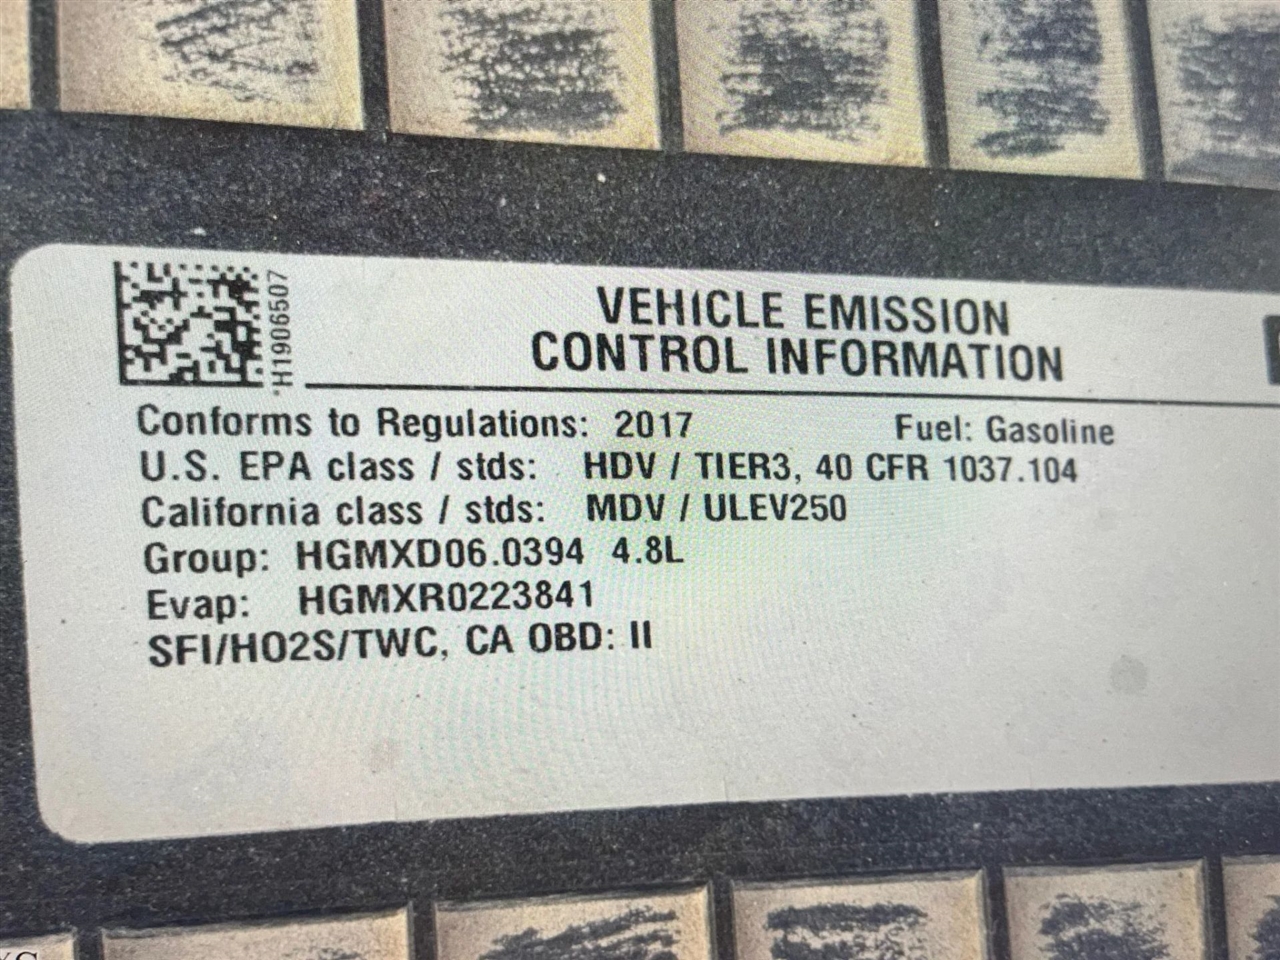 H1906507
VEHICLE EMISSION
CONTROL INFORMATION
Conforms to Regulations: 2017 Fuel: Gasoline
U.S. EPA class / stds: HDV / TIER3, 40 CFR 1037.104
California class / stds: MDV / ULEV250
Group: HGMXD06.0394 4.8L
Evap: HGMXR0223841
SFI/HO2S/TWC, CA OBD: II